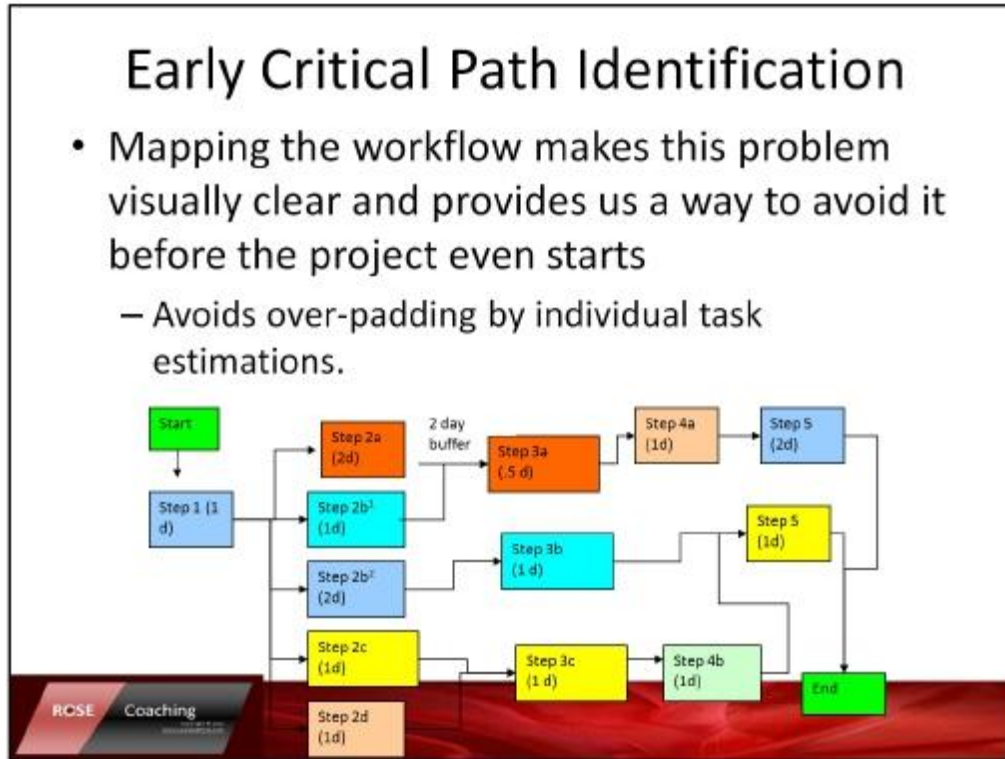 Early Critical Path Identification
• Mapping the workflow makes this problem
visually clear and provides us a way to avoid it
before the project even starts
– Avoids over-padding by individual task
estimations.
Start
Step 1 (1
d)
Step 2a
(2d)
Step 2b¹
(1d)
Step 2b²
(2d)
Step 2c
(1d)
Step 2d
(1d)
2 day
buffer
Step 3a
(.5 d)
Step 3b
(1 d)
Step 3c
(1 d)
Step 4a
(1d)
Step 4b
(1d)
Step 5
(2d)
Step 5
(1d)
End
ROSE Coaching